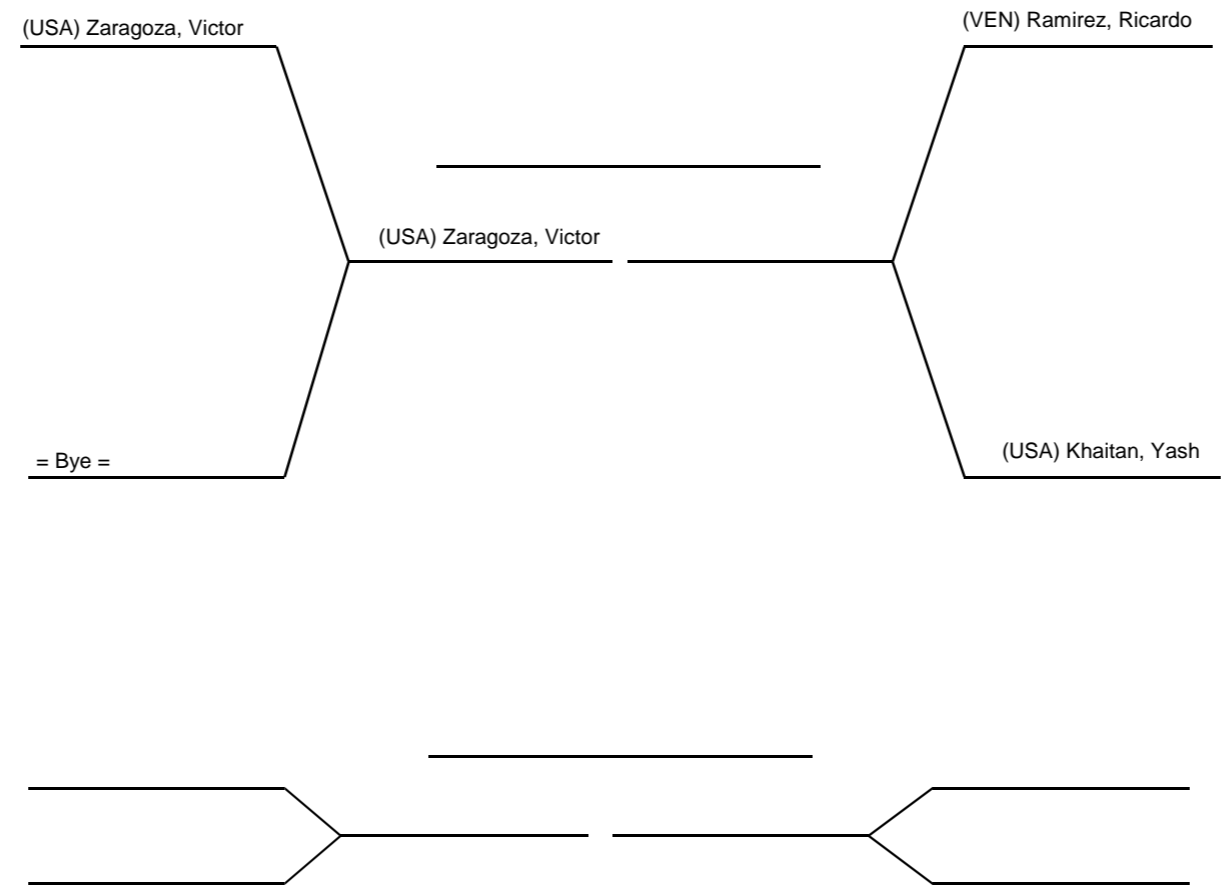 (USA) Zaragoza, Victor
(VEN) Ramirez, Ricardo
(USA) Zaragoza, Victor
= Bye =
(USA) Khaitan, Yash